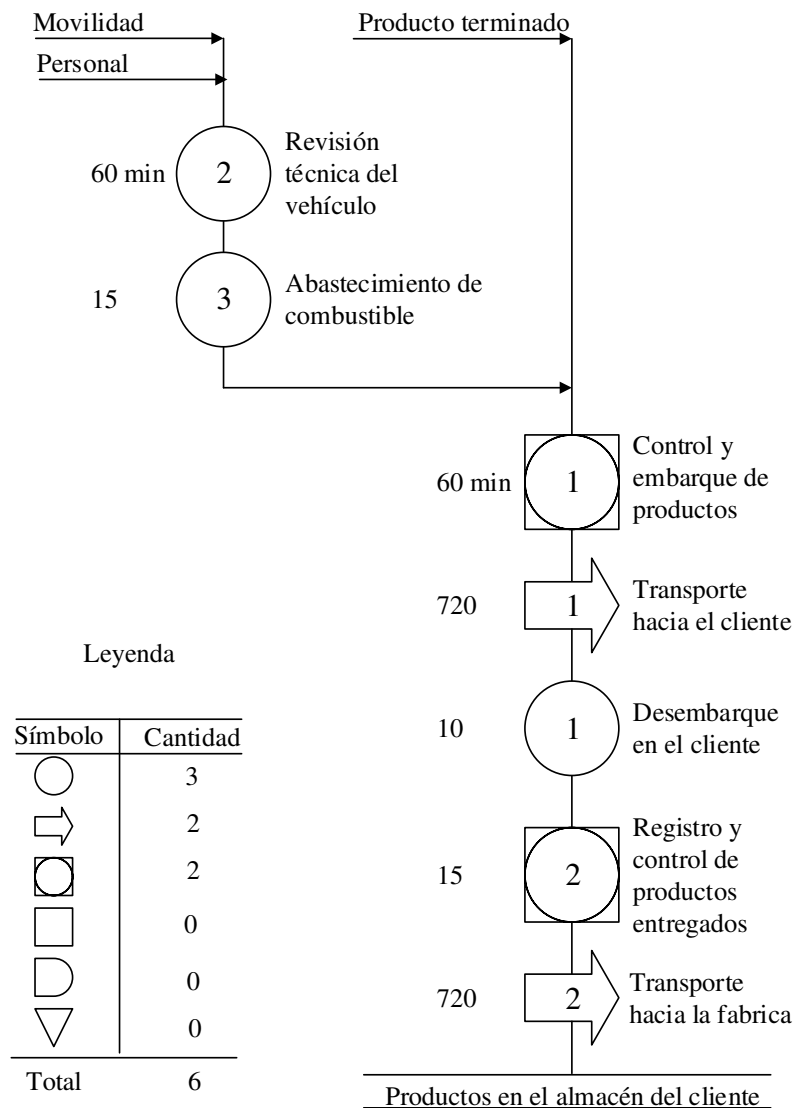 Movilidad
Producto terminado
Personal
60 min
2
Revisión
técnica del
vehículo
15
3
Abastecimiento de
combustible
60 min
1
Control y
embarque de
productos
720
1
Transporte
hacia el cliente
10
1
Desembarque
en el cliente
15
2
Registro y
control de
productos
entregados
720
2
Transporte
hacia la fabrica
Productos en el almacén del cliente
Leyenda
Símbolo Cantidad
3
2
2
0
0
0
Total 6